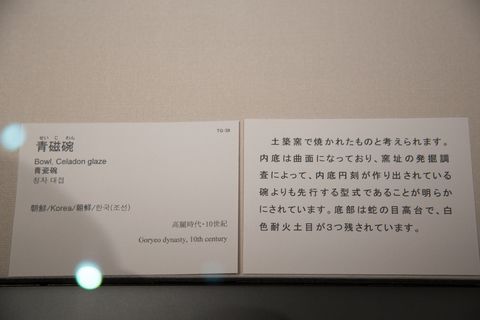 TG-38
せい じ わん
青磁碗
Bowl, Celadon glaze
青瓷碗
청자 대접
朝鮮/Korea/朝鮮/한국(조선)
高麗時代・10世紀
Goryeo dynasty, 10th century
土築窯で焼かれたものと考えられます。
内底は曲面になっており、窯址の発掘調
査によって、内底円刻が作り出されている
碗よりも先行する型式であることが明らか
にされています。底部は蛇の目高台で、白
色耐火土目が3つ残されています。